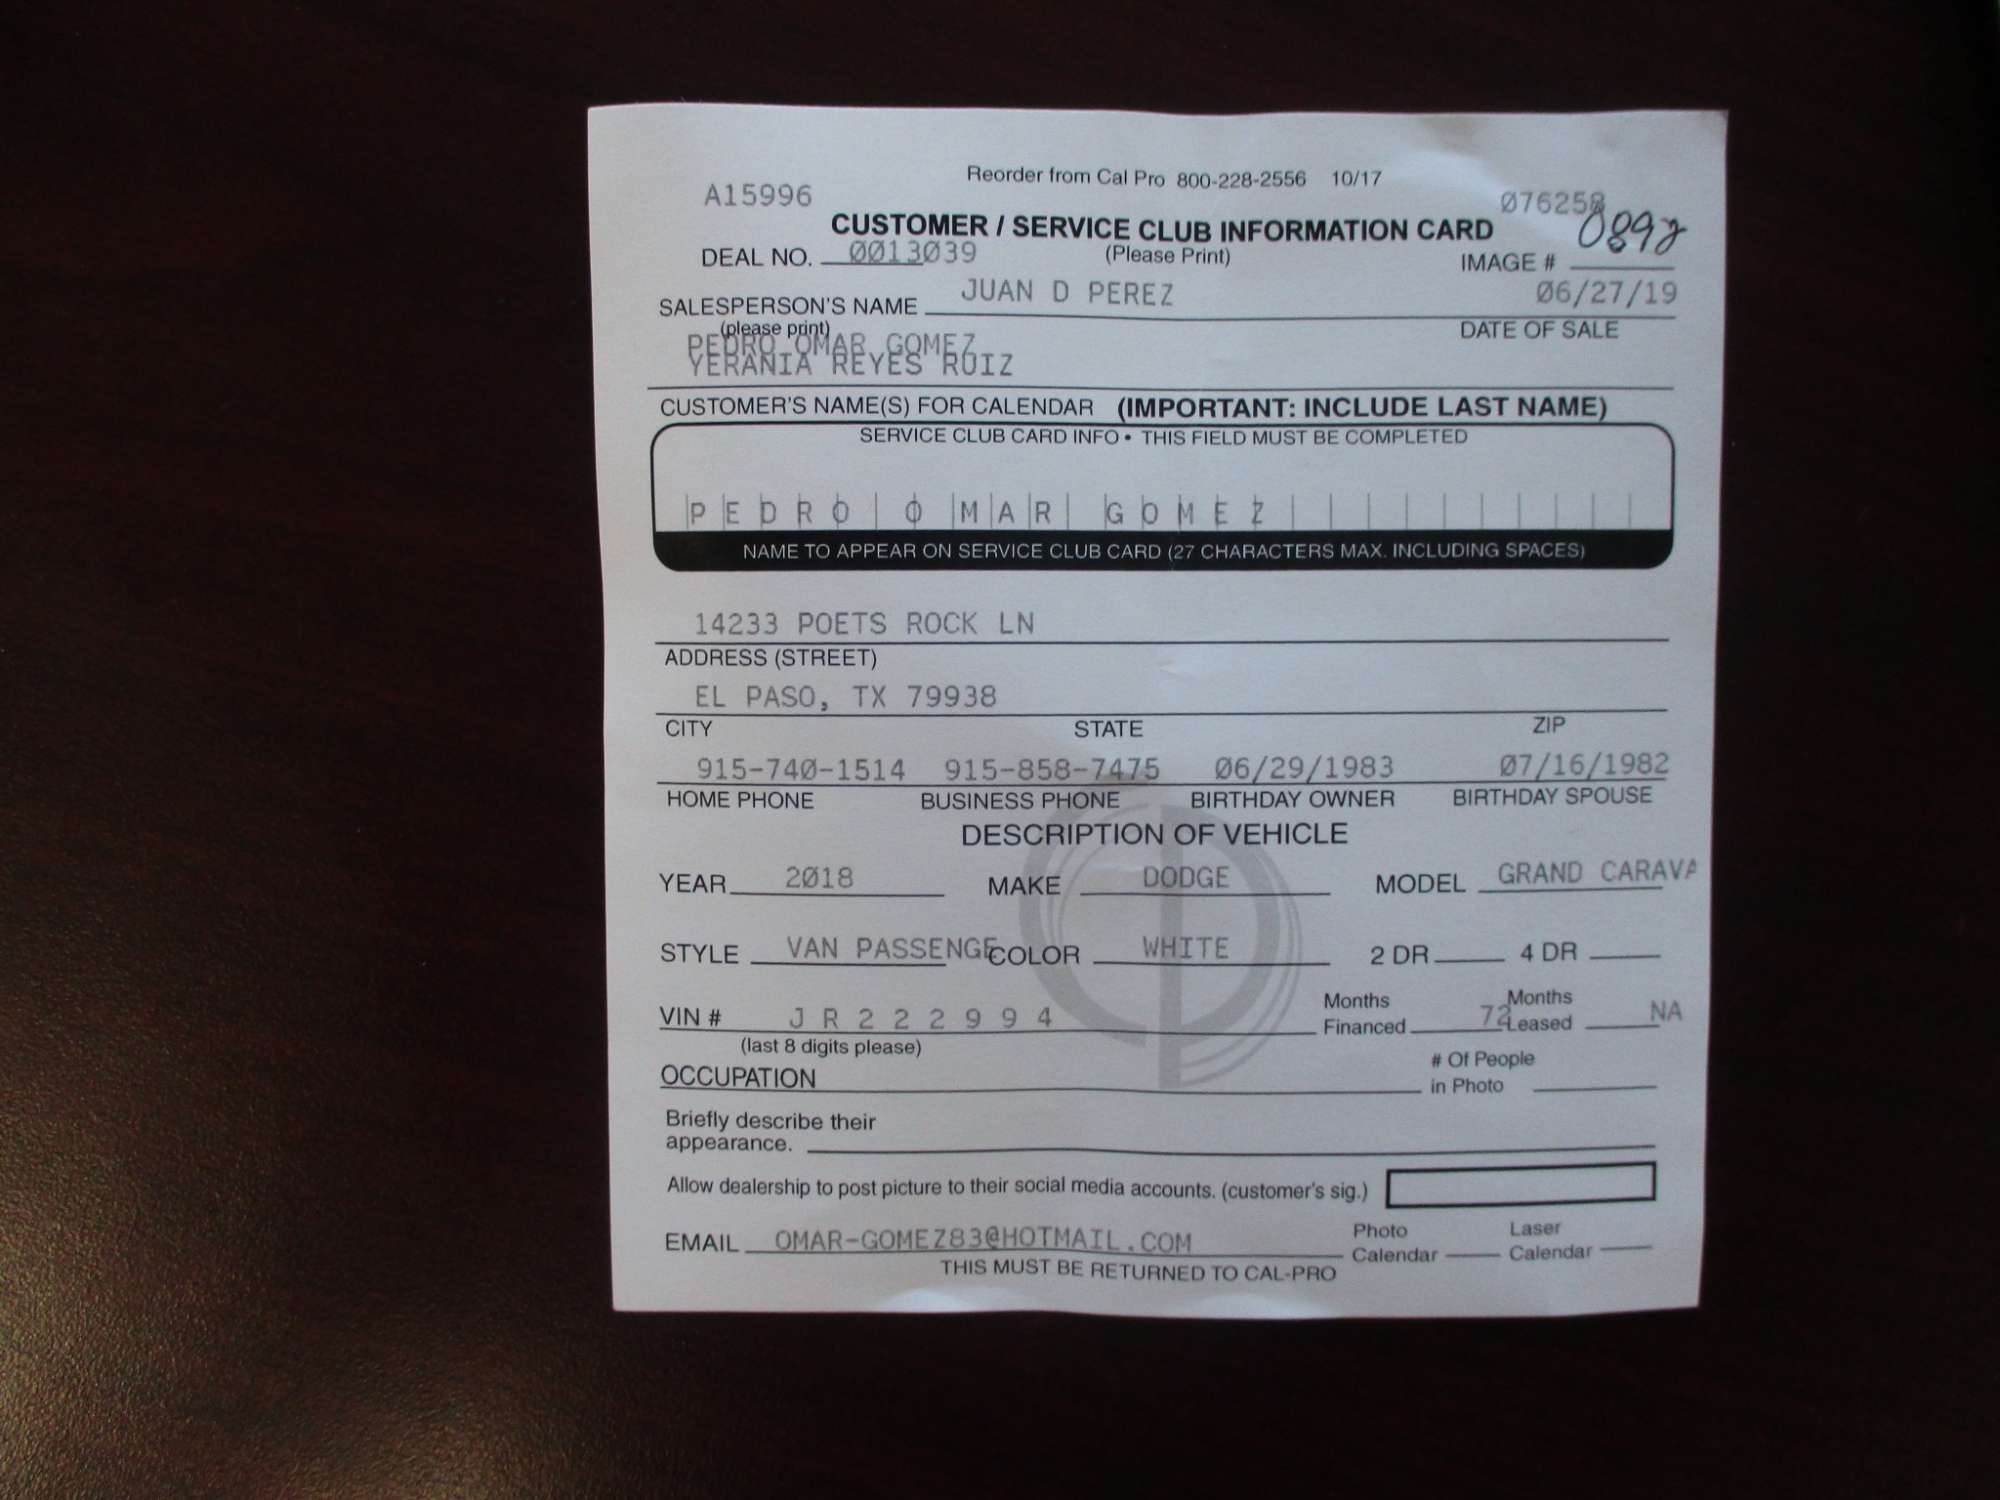 Reorder from Cal Pro 800-228-2556 10/17
A15996 076258
CUSTOMER / SERVICE CLUB INFORMATION CARD 0892
DEAL NO. 0013039 (Please Print) IMAGE #
SALESPERSON'S NAME JUAN D PEREZ 06/27/19
(please print) DATE OF SALE
PEDRO OMAR GOMEZ
YERANIA REYES RUIZ
CUSTOMER'S NAME(S) FOR CALENDAR (IMPORTANT: INCLUDE LAST NAME)
SERVICE CLUB CARD INFO • THIS FIELD MUST BE COMPLETED
PEDRO OMAR GOMEZ
NAME TO APPEAR ON SERVICE CLUB CARD (27 CHARACTERS MAX. INCLUDING SPACES)
14233 POETS ROCK LN
ADDRESS (STREET)
EL PASO, TX 79938
CITY STATE ZIP
915-740-1514 915-858-7475 06/29/1983 07/16/1982
HOME PHONE BUSINESS PHONE BIRTHDAY OWNER BIRTHDAY SPOUSE
DESCRIPTION OF VEHICLE
YEAR 2018 MAKE DODGE MODEL GRAND CARAVA
STYLE VAN PASSENGE COLOR WHITE 2 DR 4 DR
VIN # JR222994 Months Financed 72 Months Leased NA
(last 8 digits please)
OCCUPATION # Of People in Photo
Briefly describe their
appearance.
Allow dealership to post picture to their social media accounts. (customer's sig.)
EMAIL OMAR-GOMEZ83@HOTMAIL.COM Photo Calendar Laser Calendar
THIS MUST BE RETURNED TO CAL-PRO